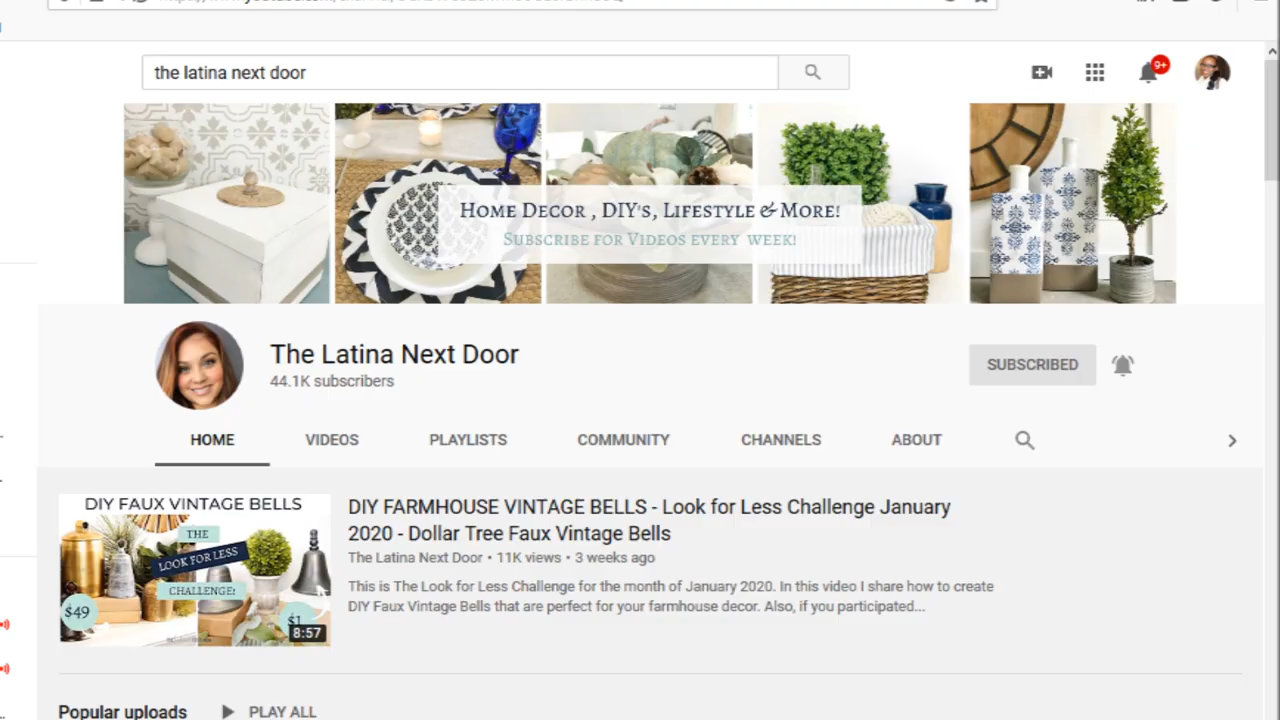 the latina next door
9+
HOME DECOR , DIY'S, LIFESTYLE & MORE!
SUBSCRIBE FOR VIDEOS EVERY WEEK!
The Latina Next Door
44.1K subscribers
SUBSCRIBED
HOME VIDEOS PLAYLISTS COMMUNITY CHANNELS ABOUT
DIY FAUX VINTAGE BELLS
THE
LOOK FOR LESS
CHALLENGE!
$49
$1
8:57
DIY FARMHOUSE VINTAGE BELLS - Look for Less Challenge January
2020 - Dollar Tree Faux Vintage Bells
The Latina Next Door • 11K views • 3 weeks ago
This is The Look for Less Challenge for the month of January 2020. In this video I share how to create
DIY Faux Vintage Bells that are perfect for your farmhouse decor. Also, if you participated...
Popular uploads PLAY ALL